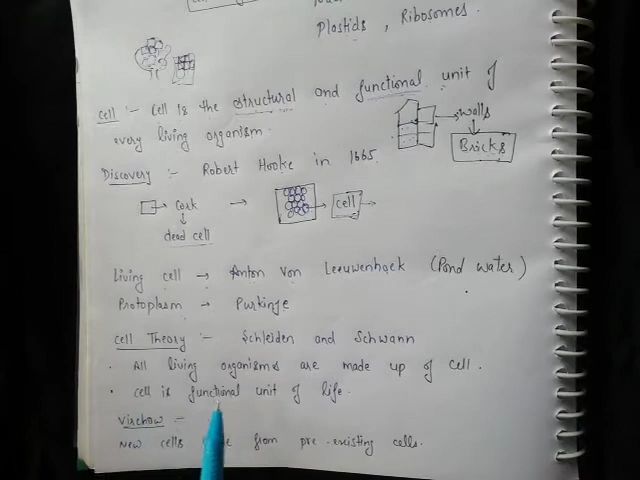 Plastids , Ribosomes.
Cell :- Cell is the structural and functional unit of
every living organism.
walls
Bricks
Discovery :- Robert Hooke in 1665.
Cork
cell
dead cell
Living cell → Anton Von Leeuwenhoek (Pond water)
Protoplasm → Purkinje
Cell Theory :- Schleiden and Schwann
. All living organisms are made up of cell.
. cell is functional unit of life.
Virchow :-
New cells from pre-existing cells.